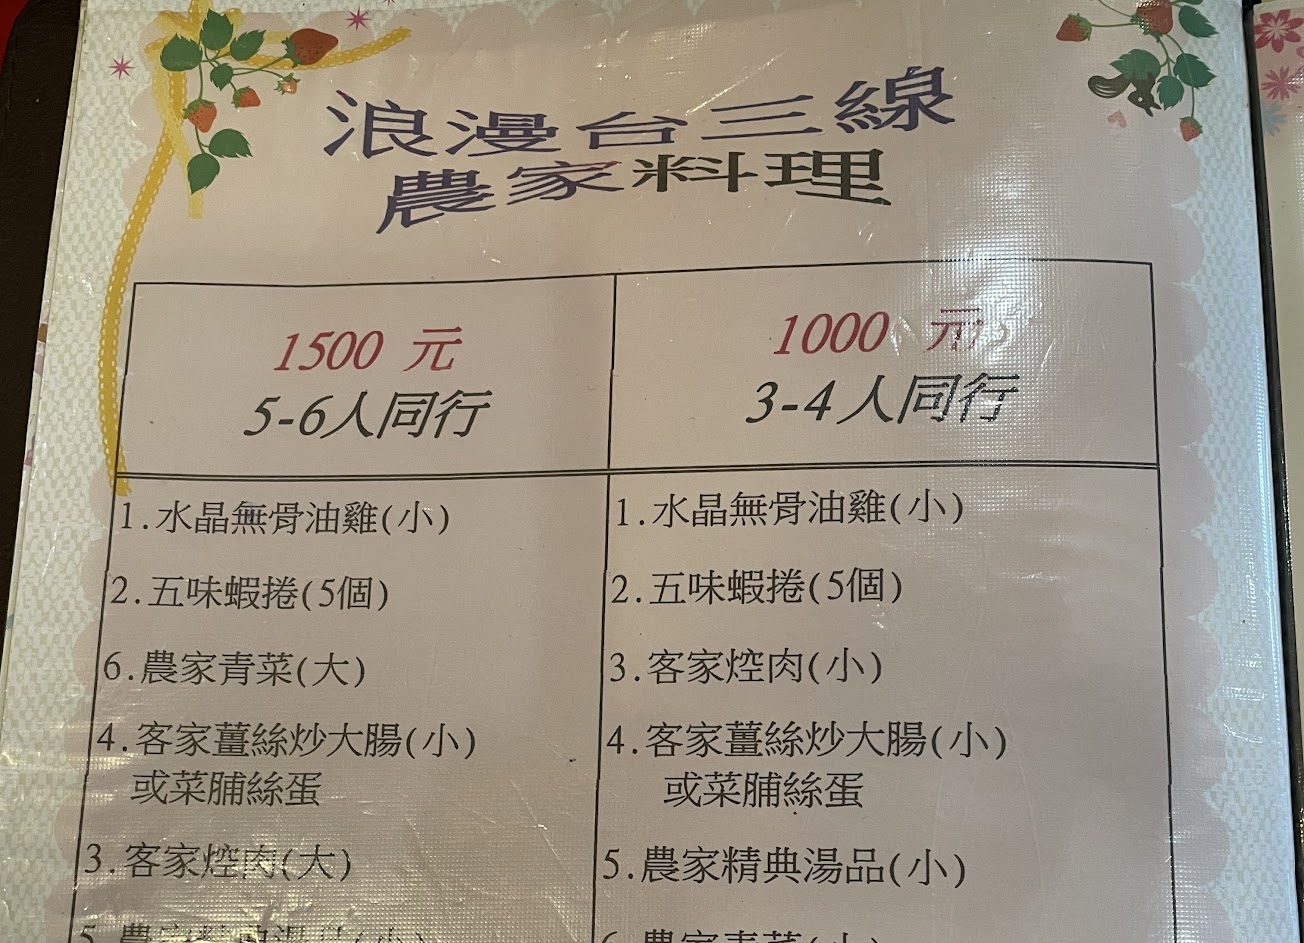 浪漫台三線
農家料理
1500 元
5-6人同行
1.水晶無骨油雞(小)
2.五味蝦捲(5個)
6.農家青菜(大)
4.客家薑絲炒大腸(小)
或菜脯絲蛋
3.客家焢肉(大)
1000 元
3-4人同行
1.水晶無骨油雞(小)
2.五味蝦捲(5個)
3.客家焢肉(小)
4.客家薑絲炒大腸(小)
或菜脯絲蛋
5.農家精典湯品(小)